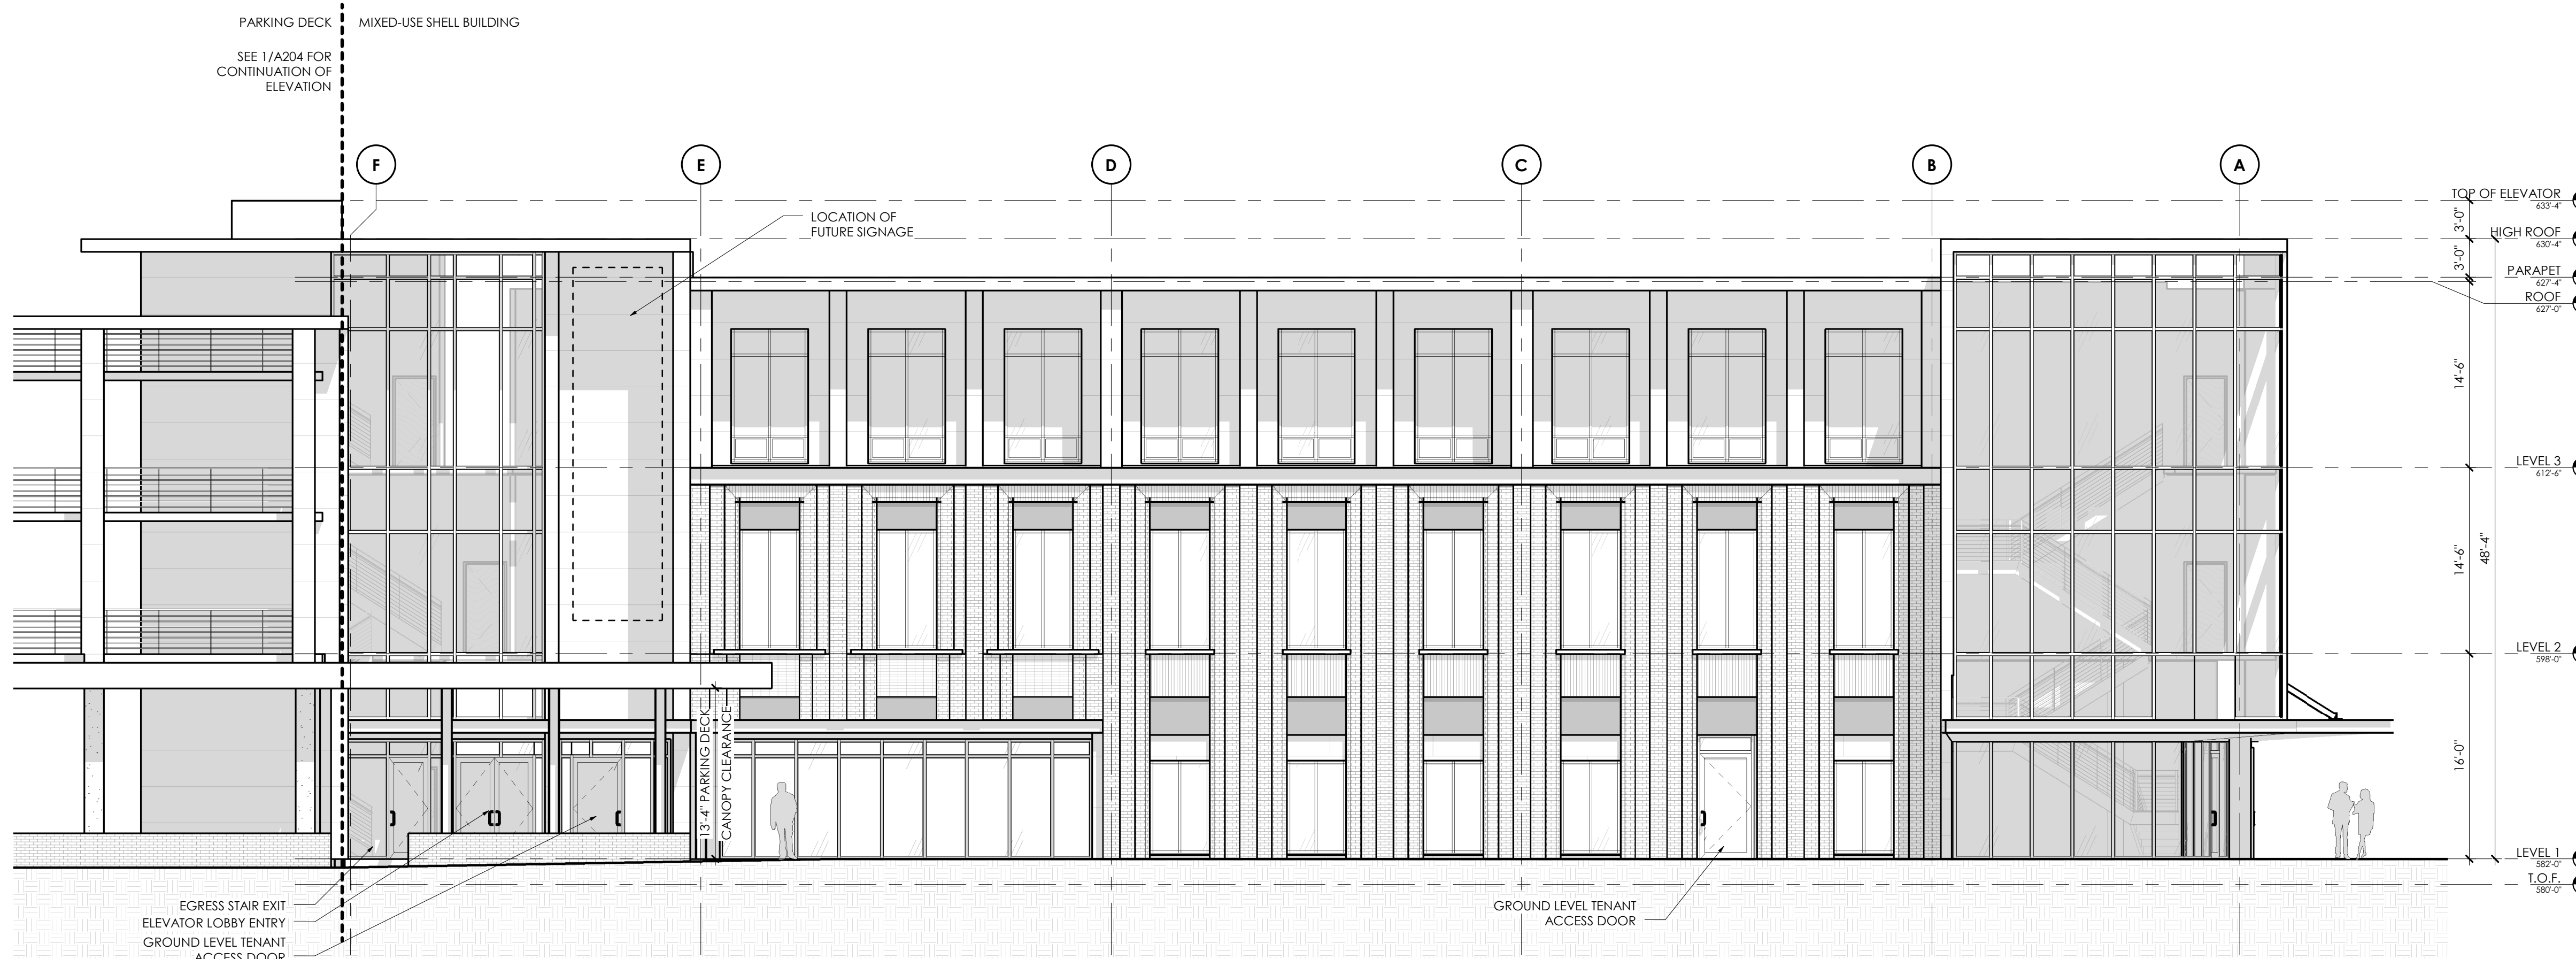 PARKING DECK
MIXED-USE SHELL BUILDING
SEE 1/A204 FOR
CONTINUATION OF
ELEVATION
F
E
D
C
B
A
TOP OF ELEVATOR
633'-4"
3'-0"
LOCATION OF
FUTURE SIGNAGE
HIGH ROOF
630'-4"
3'-0"
PARAPET
627'-4"
ROOF
627'-0"
14'-6"
LEVEL 3
612'-6"
14'-6"
48'-4"
LEVEL 2
598'-0"
13'-4" PARKING DECK
CANOPY CLEARANCE
16'-0"
LEVEL 1
582'-0"
T.O.F.
580'-0"
EGRESS STAIR EXIT
ELEVATOR LOBBY ENTRY
GROUND LEVEL TENANT
ACCESS DOOR
GROUND LEVEL TENANT
ACCESS DOOR